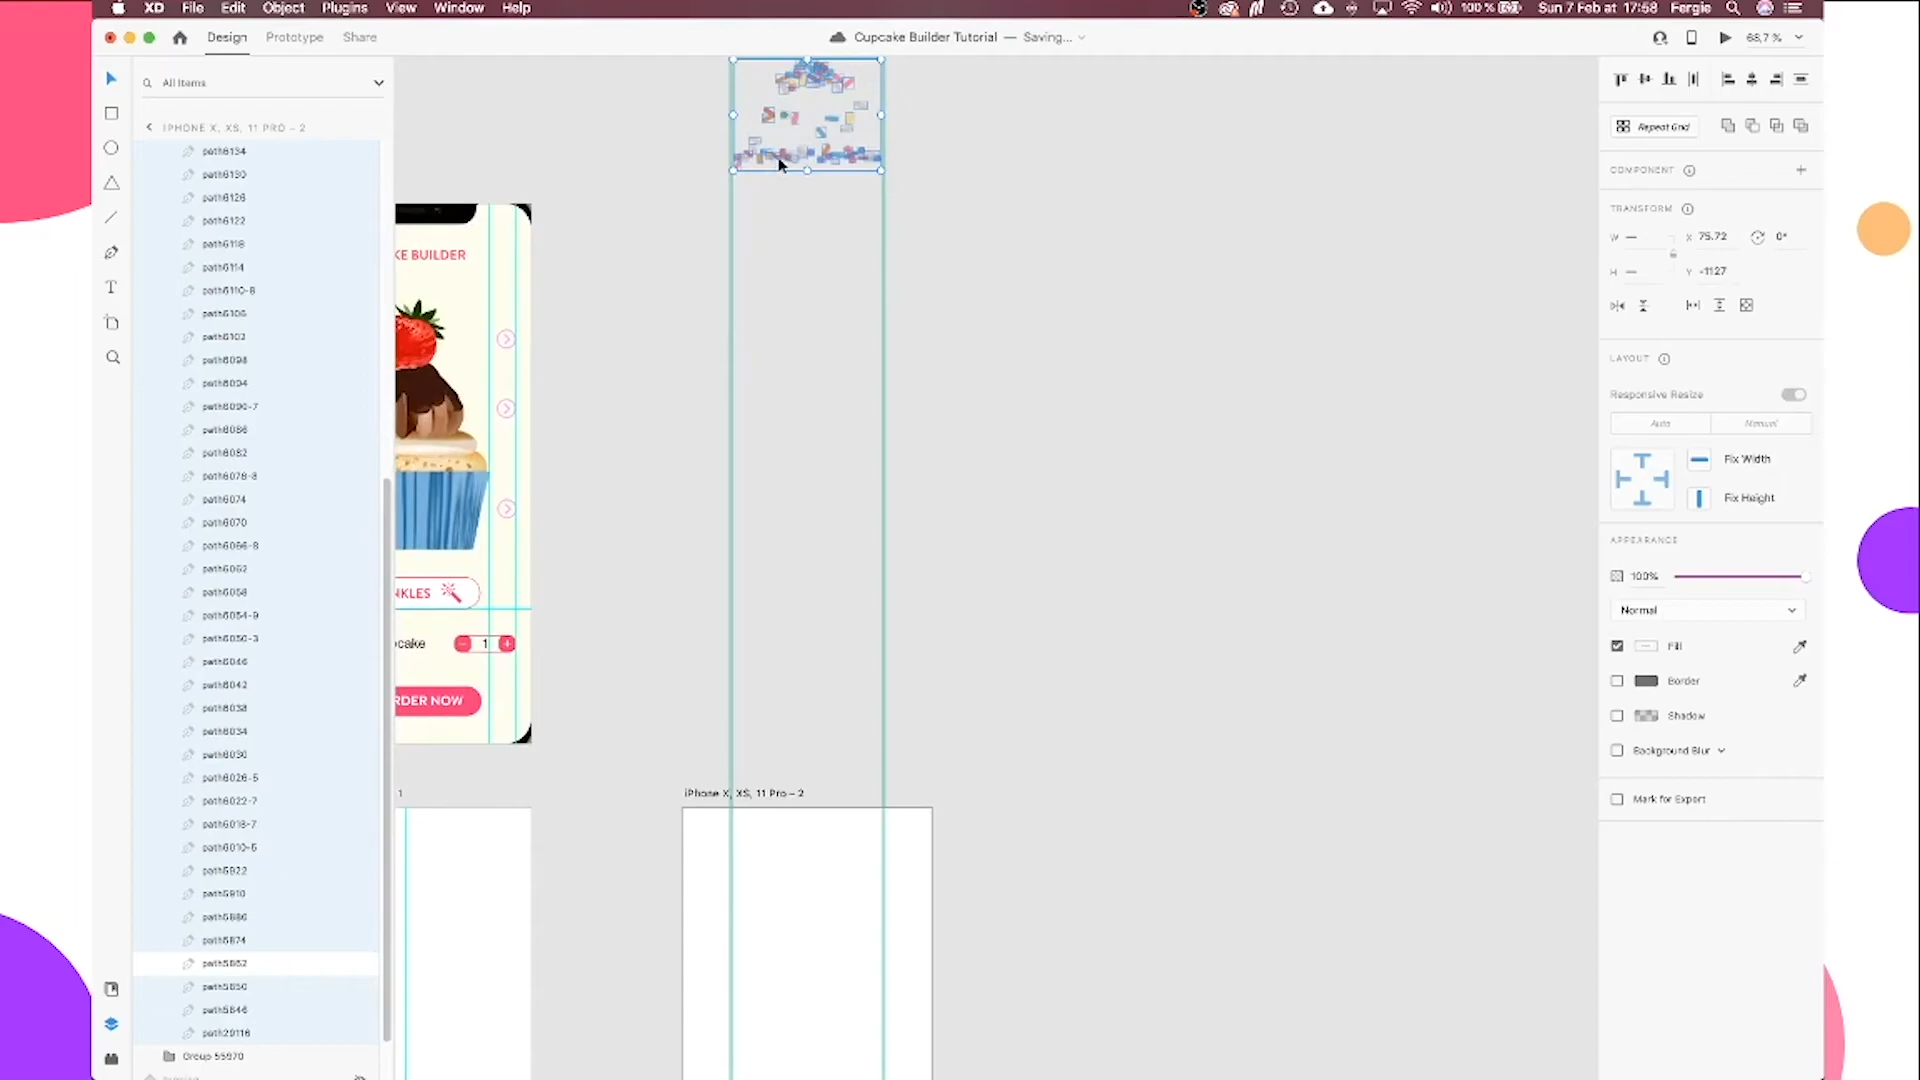 XD File Edit Object Plugins View Window Help
100% Sun 7 Feb at 17:58 Fergie
Design Prototype Share
Cupcake Builder Tutorial — Saving...
68,7 %
All Items
IPHONE X, XS, 11 PRO – 2
path6134
path6130
path6126
path6122
path6118
path6114
path6110-8
path6106
path6102
path6098
path6094
path6090-7
path6086
path6082
path6078-8
path6074
path6070
path6066-8
path6062
path6058
path6054-9
path6050-3
path6046
path6042
path6038
path6034
path6030
path6026-5
path6022-7
path6018-7
path6010-5
path5922
path5910
path5886
path5874
path5862
path5850
path5846
path29116
Group 55970
KE BUILDER
NKLES
cake
1
RDER NOW
1
iPhone X, XS, 11 Pro – 2
Repeat Grid
COMPONENT
TRANSFORM
W — X 75.72 0°
H — Y -1127
LAYOUT
Responsive Resize
Auto Manual
Fix Width
Fix Height
APPEARANCE
100%
Normal
Fill
Border
Shadow
Background Blur
Mark for Export